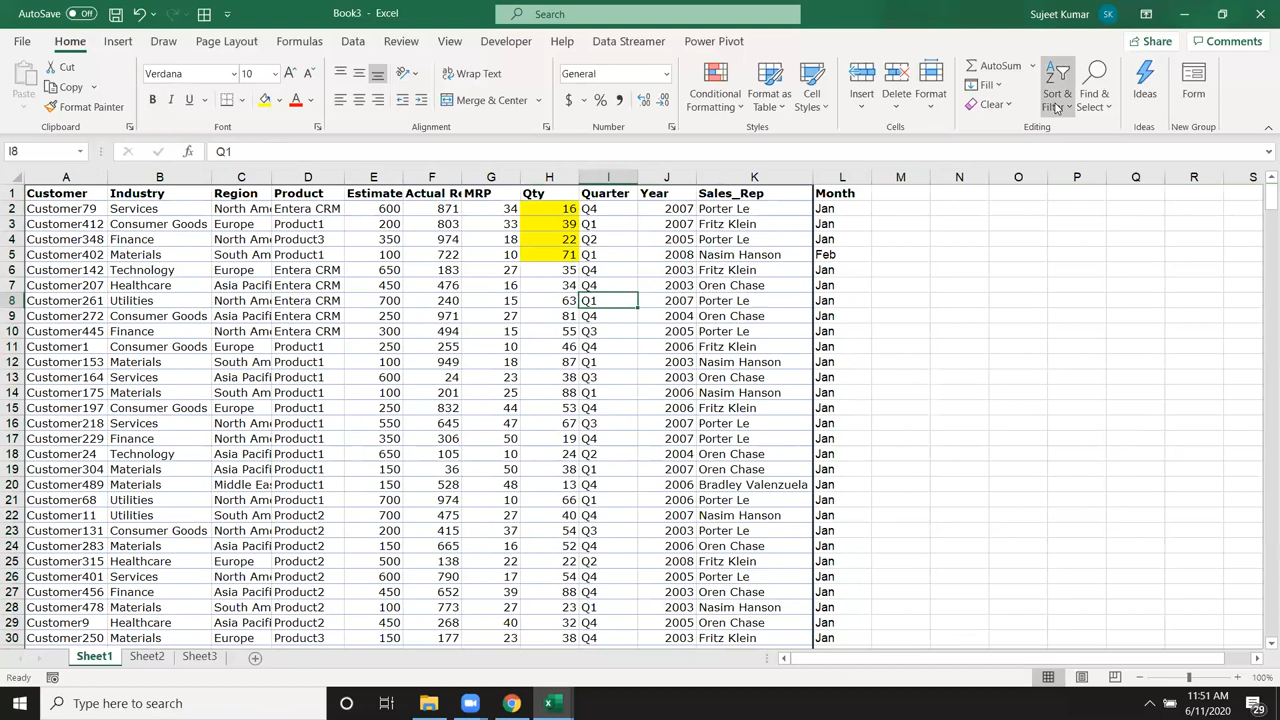 AutoSave Off Book3 - Excel Search Sujeet Kumar SK
File Home Insert Draw Page Layout Formulas Data Review View Developer Help Data Streamer Power Pivot Share Comments
Cut Verdana 10 Wrap Text General AutoSum
Copy Fill
Format Painter Merge & Center Clear
Paste Conditional Formatting Format as Table Cell Styles Insert Delete Format Sort & Filter Find & Select Ideas Form
Clipboard Font Alignment Number Styles Cells Editing Ideas New Group
I8 fx Q1
A B C D E F G H I J K L M N O P Q R S
1 Customer Industry Region Product Estimate Actual Re MRP Qty Quarter Year Sales_Rep Month
2 Customer79 Services North Ame Entera CRM 600 871 34 16 Q4 2007 Porter Le Jan
3 Customer412 Consumer Goods Europe Product1 200 803 33 39 Q1 2007 Fritz Klein Jan
4 Customer348 Finance North Ame Product3 350 974 18 22 Q2 2005 Porter Le Jan
5 Customer402 Materials South Am Product1 100 722 10 71 Q1 2008 Nasim Hanson Feb
6 Customer142 Technology Europe Entera CRM 650 183 27 35 Q4 2003 Fritz Klein Jan
7 Customer207 Healthcare Asia Pacifi Entera CRM 450 476 16 34 Q4 2003 Oren Chase Jan
8 Customer261 Utilities North Ame Entera CRM 700 240 15 63 Q1 2007 Porter Le Jan
9 Customer272 Consumer Goods Asia Pacifi Entera CRM 250 971 27 81 Q4 2004 Oren Chase Jan
10 Customer445 Finance North Ame Entera CRM 300 494 15 55 Q3 2005 Porter Le Jan
11 Customer1 Consumer Goods Europe Product1 250 255 10 46 Q4 2006 Fritz Klein Jan
12 Customer153 Materials South Am Product1 100 949 18 87 Q1 2003 Nasim Hanson Jan
13 Customer164 Services Asia Pacifi Product1 600 24 23 38 Q3 2003 Oren Chase Jan
14 Customer175 Materials South Am Product1 100 201 25 88 Q1 2006 Nasim Hanson Jan
15 Customer197 Consumer Goods Europe Product1 250 832 44 53 Q4 2006 Fritz Klein Jan
16 Customer218 Services North Ame Product1 550 645 47 67 Q3 2007 Porter Le Jan
17 Customer229 Finance North Ame Product1 350 306 50 19 Q4 2007 Porter Le Jan
18 Customer24 Technology Asia Pacifi Product1 650 105 10 24 Q2 2004 Oren Chase Jan
19 Customer304 Materials Asia Pacifi Product1 150 36 50 38 Q1 2007 Oren Chase Jan
20 Customer489 Materials Middle Eas Product1 150 528 48 13 Q4 2006 Bradley Valenzuela Jan
21 Customer68 Utilities North Ame Product1 700 974 10 66 Q1 2006 Porter Le Jan
22 Customer11 Utilities South Am Product2 700 475 27 40 Q4 2007 Nasim Hanson Jan
23 Customer131 Consumer Goods North Ame Product2 200 415 37 54 Q3 2003 Porter Le Jan
24 Customer283 Materials Asia Pacifi Product2 150 665 16 52 Q4 2006 Oren Chase Jan
25 Customer315 Healthcare Europe Product2 500 138 22 22 Q2 2008 Fritz Klein Jan
26 Customer401 Services North Ame Product2 600 790 17 54 Q4 2005 Porter Le Jan
27 Customer456 Finance Asia Pacifi Product2 450 652 39 88 Q4 2003 Oren Chase Jan
28 Customer478 Materials South Am Product2 100 773 27 23 Q1 2003 Nasim Hanson Jan
29 Customer9 Healthcare Asia Pacifi Product2 450 268 40 32 Q4 2003 Oren Chase Jan
30 Customer250 Materials Europe Product3 150 177 23 38 Q4 2003 Fritz Klein Jan
Sheet1 Sheet2 Sheet3
Ready 100%
Type here to search 11:51 AM
6/11/2020 29